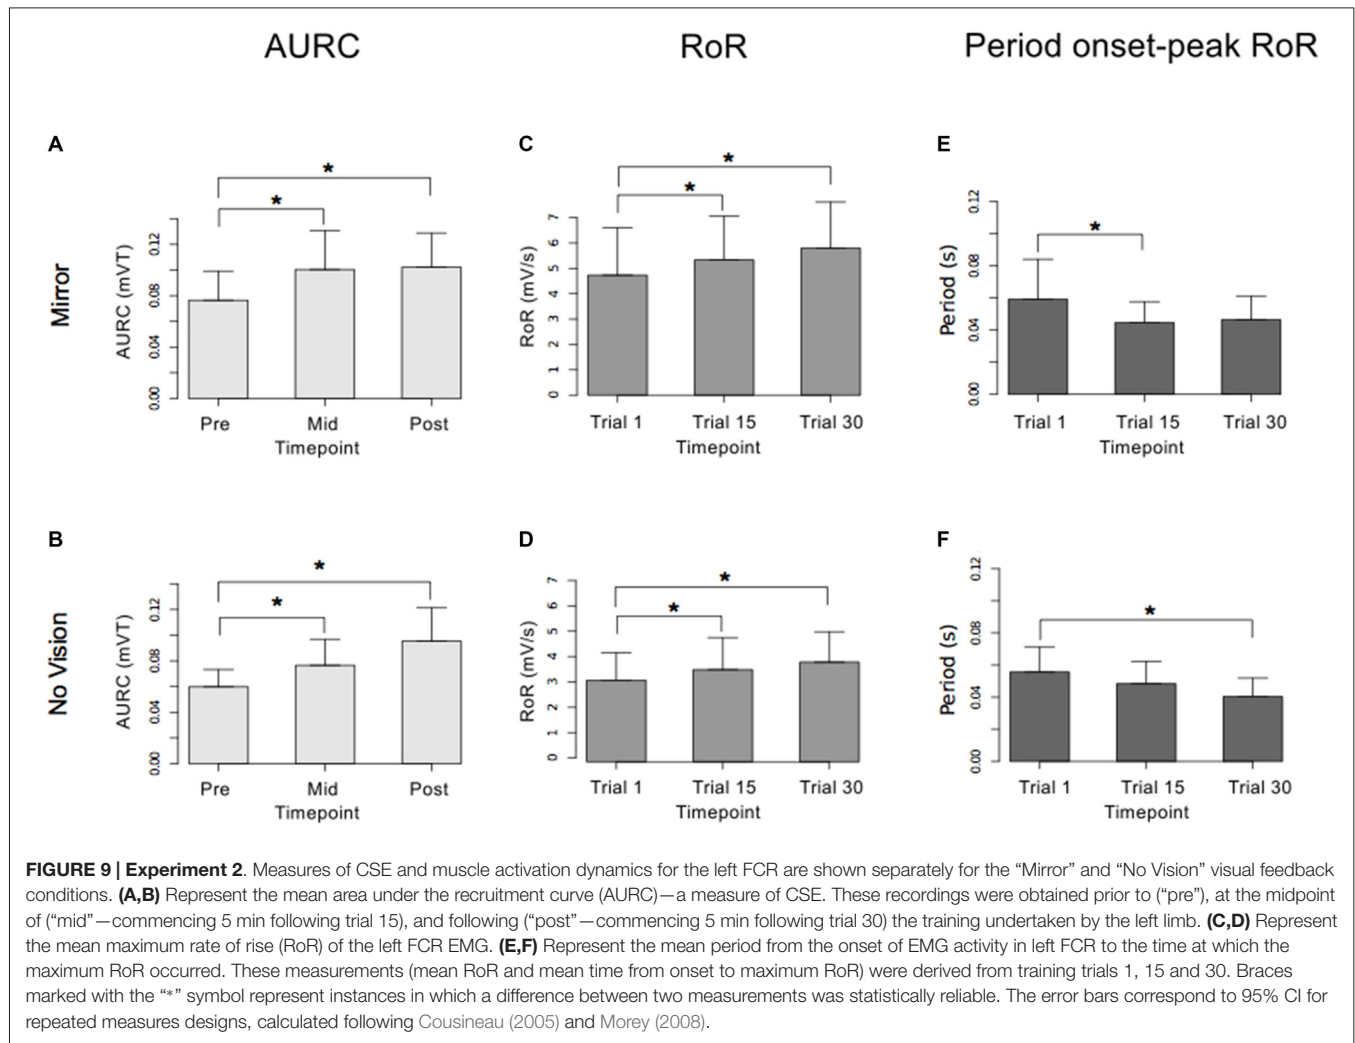 AURC
RoR
Period onset-peak RoR
Mirror
A
*
*
AURC (mVT)
0.12
0.08
0.04
0.00
Pre Mid Post
Timepoint
C
*
*
RoR (mV/s)
7
6
5
4
3
2
1
0
Trial 1 Trial 15 Trial 30
Timepoint
E
*
Period (s)
0.12
0.08
0.04
0.00
Trial 1 Trial 15 Trial 30
Timepoint
No Vision
B
*
*
AURC (mVT)
0.12
0.08
0.04
0.00
Pre Mid Post
Timepoint
D
*
*
RoR (mV/s)
7
6
5
4
3
2
1
0
Trial 1 Trial 15 Trial 30
Timepoint
F
*
Period (s)
0.12
0.08
0.04
0.00
Trial 1 Trial 15 Trial 30
Timepoint
FIGURE 9 | Experiment 2. Measures of CSE and muscle activation dynamics for the left FCR are shown separately for the “Mirror” and “No Vision” visual feedback
conditions. (A,B) Represent the mean area under the recruitment curve (AURC)—a measure of CSE. These recordings were obtained prior to (“pre”), at the midpoint
of (“mid”—commencing 5 min following trial 15), and following (“post”—commencing 5 min following trial 30) the training undertaken by the left limb. (C,D) Represent
the mean maximum rate of rise (RoR) of the left FCR EMG. (E,F) Represent the mean period from the onset of EMG activity in left FCR to the time at which the
maximum RoR occurred. These measurements (mean RoR and mean time from onset to maximum RoR) were derived from training trials 1, 15 and 30. Braces
marked with the “*” symbol represent instances in which a difference between two measurements was statistically reliable. The error bars correspond to 95% CI for
repeated measures designs, calculated following Cousineau (2005) and Morey (2008).